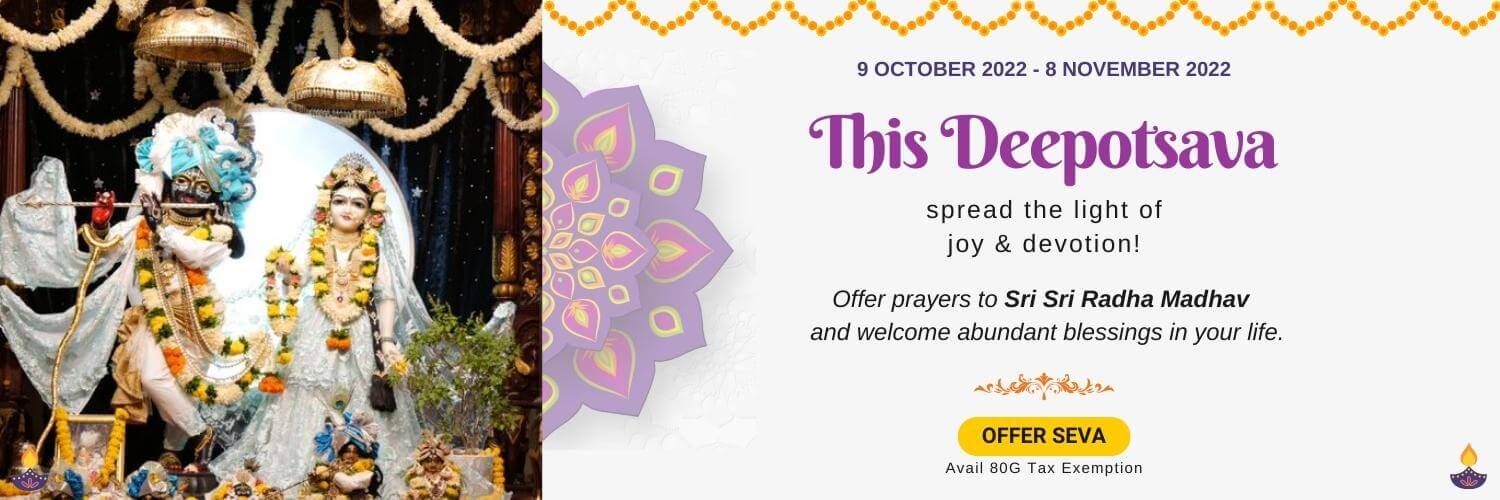 9 OCTOBER 2022 - 8 NOVEMBER 2022
This Deepotsava
spread the light of
joy & devotion!
Offer prayers to Sri Sri Radha Madhav
and welcome abundant blessings in your life.
OFFER SEVA
Avail 80G Tax Exemption